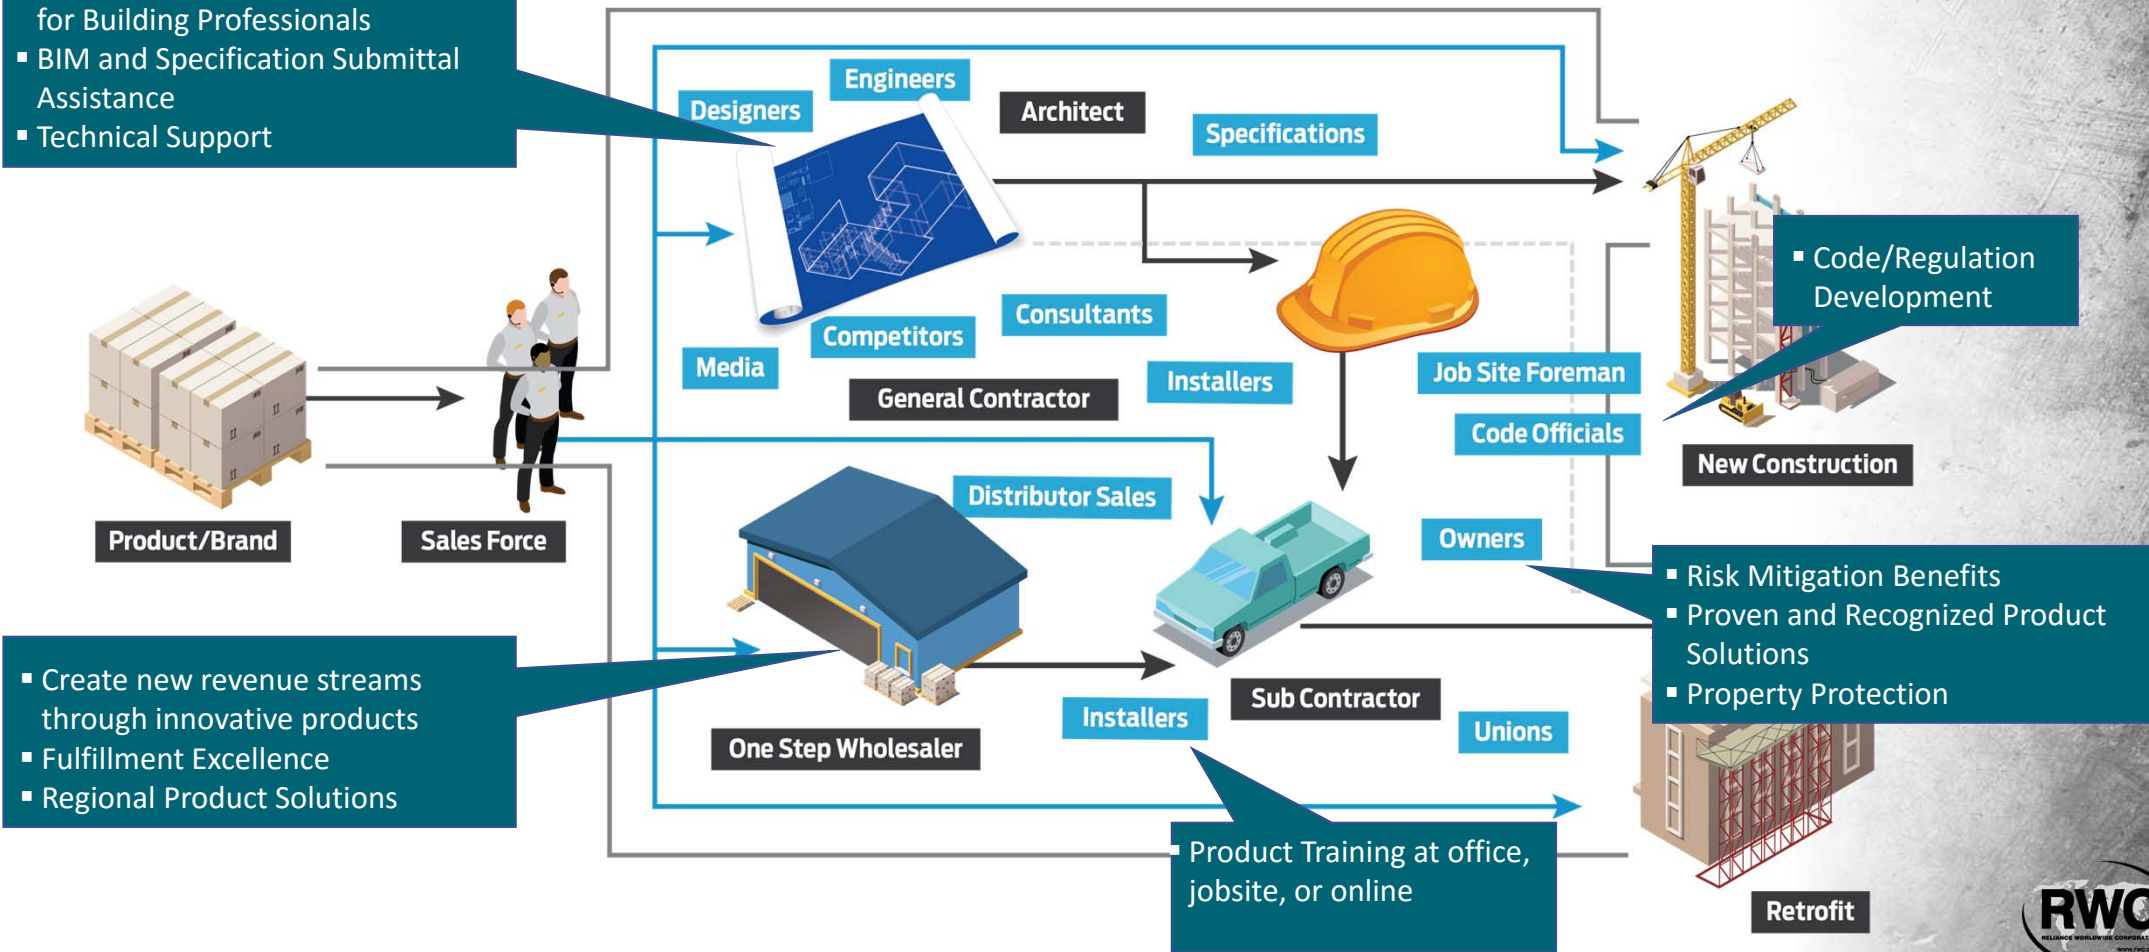 for Building Professionals
▪ BIM and Specification Submittal
Assistance
▪ Technical Support
Engineers
Designers
Architect
Specifications
▪ Code/Regulation
Development
Consultants
Competitors
Media
Installers
Job Site Foreman
General Contractor
Code Officials
New Construction
Distributor Sales
Product/Brand
Sales Force
Owners
▪ Risk Mitigation Benefits
▪ Proven and Recognized Product
Solutions
▪ Property Protection
▪ Create new revenue streams
through innovative products
▪ Fulfillment Excellence
▪ Regional Product Solutions
Sub Contractor
Installers
Unions
One Step Wholesaler
▪ Product Training at office,
jobsite, or online
Retrofit
RWC
RELIANCE WORLDWIDE CORPORAT